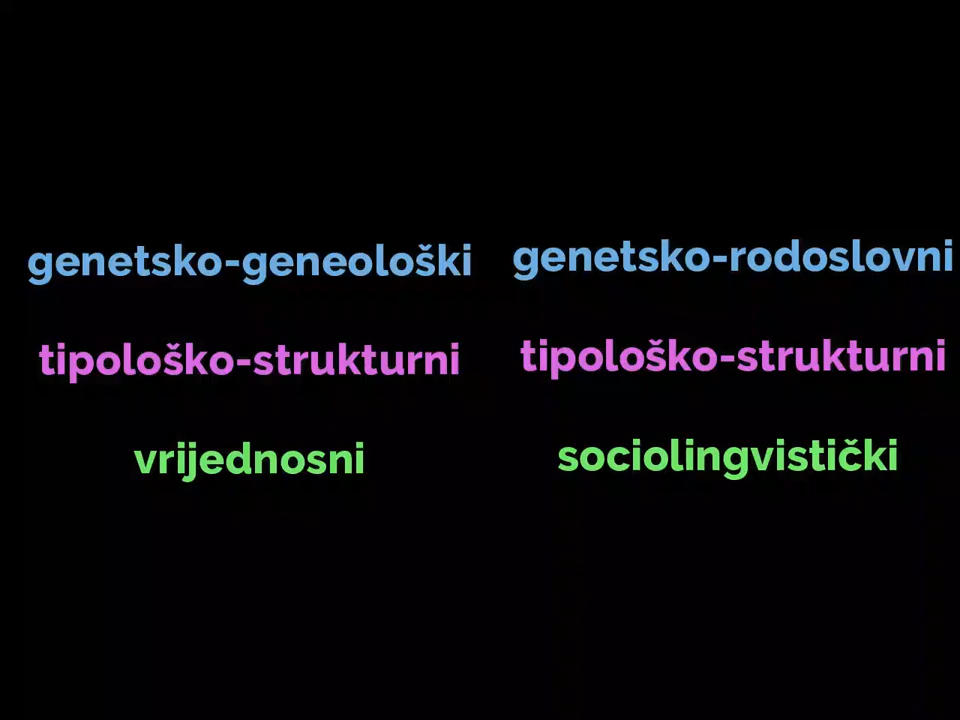 genetsko-geneološki
tipološko-strukturni
vrijednosni
genetsko-rodoslovni
tipološko-strukturni
sociolingvistički